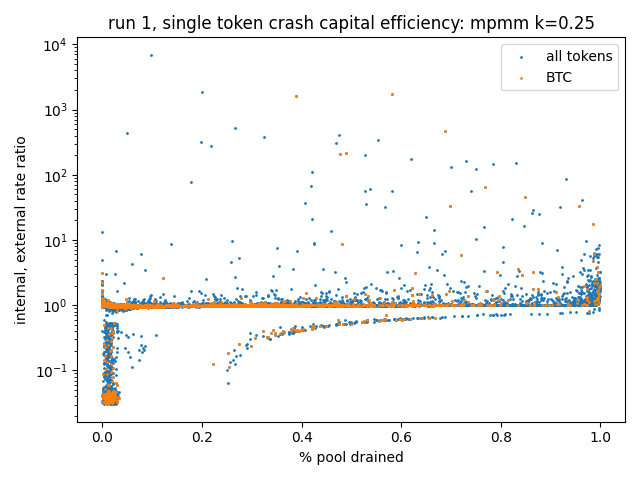 run 1, single token crash capital efficiency: mpmm k=0.25
all tokens
BTC
internal, external rate ratio
10⁴
10³
10²
10¹
10⁰
10⁻¹
0.0 0.2 0.4 0.6 0.8 1.0
% pool drained